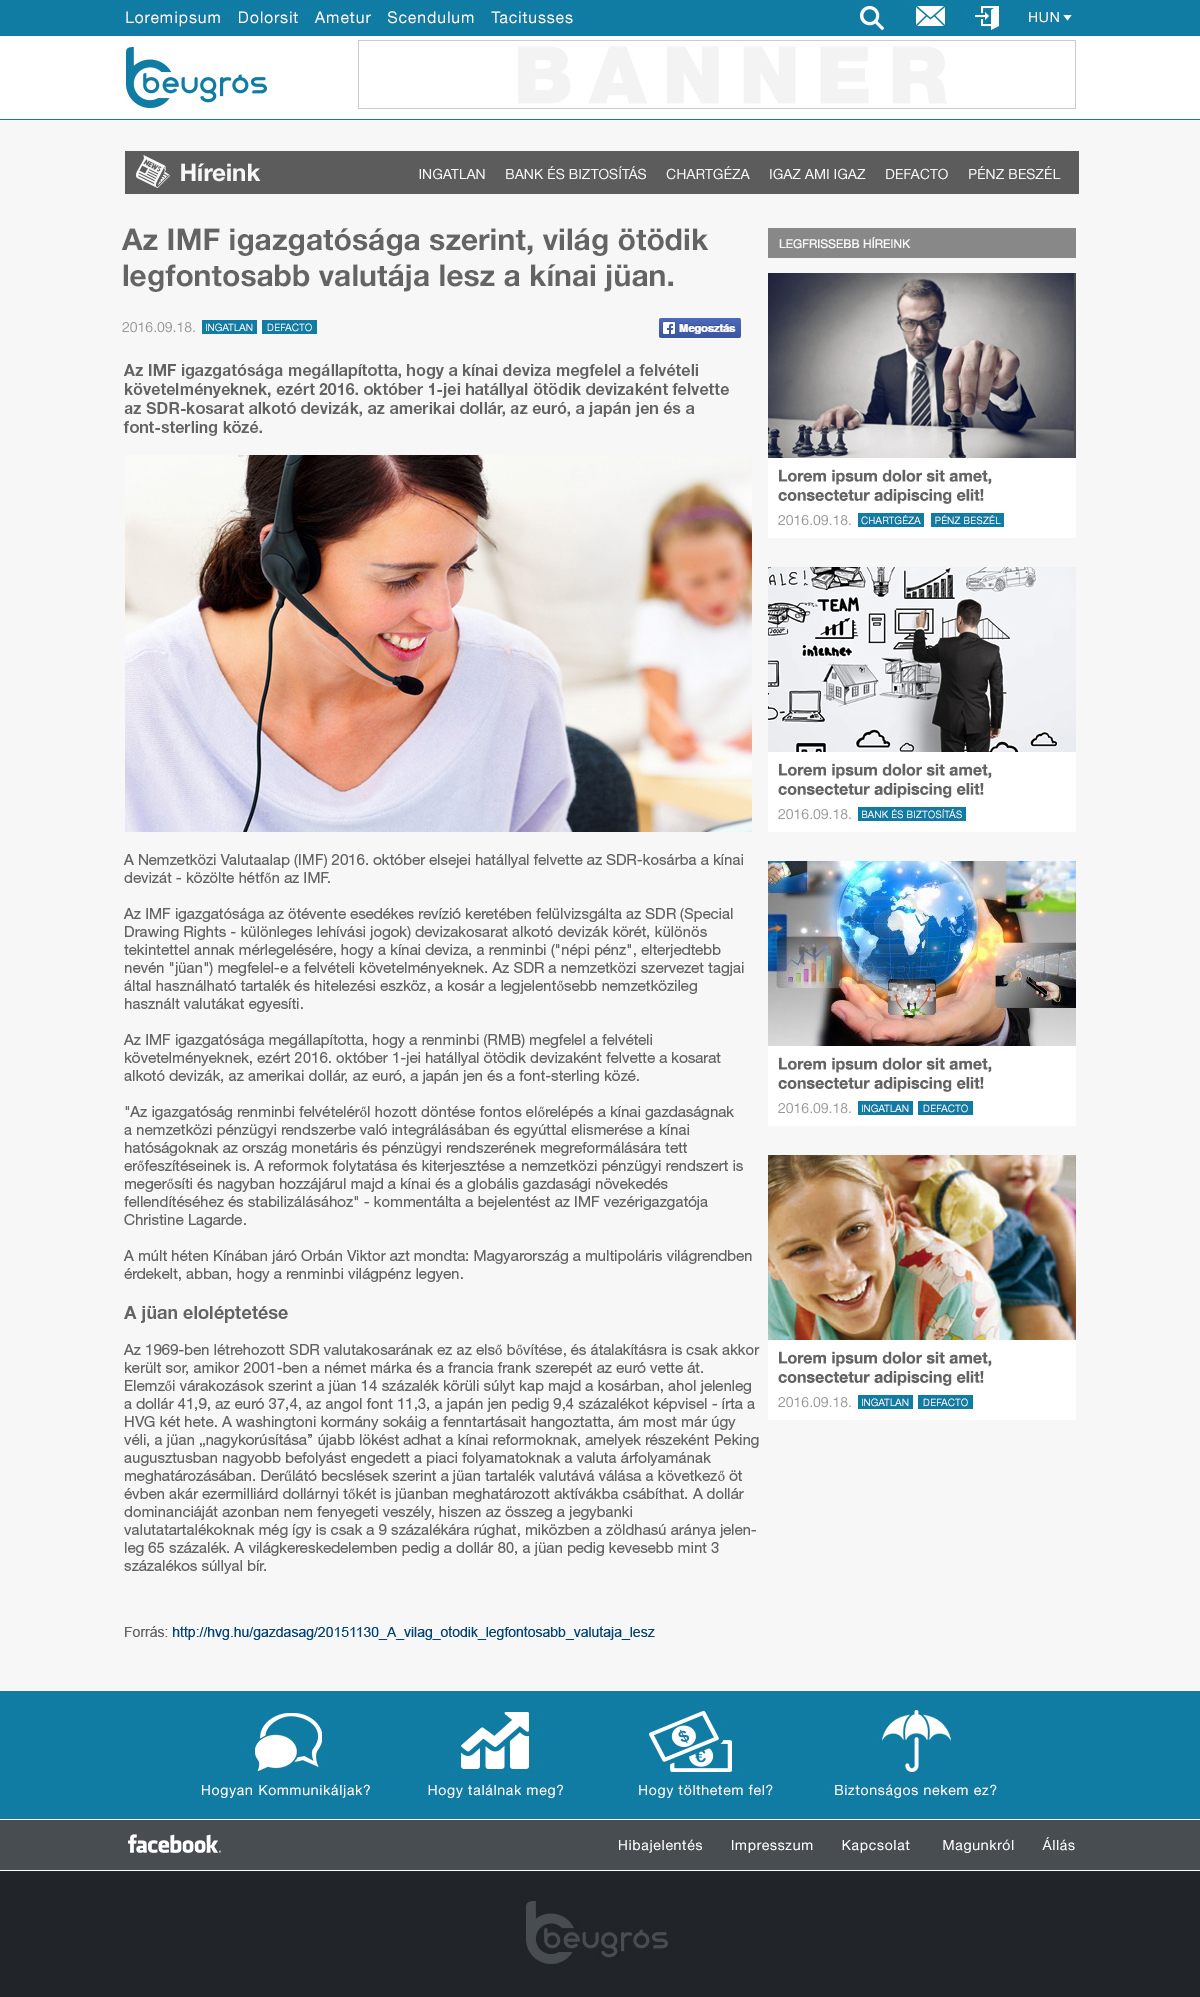 Loremipsum Dolorsit Ametur Scendulum Tacitusses
HUN
beugrós
BANNER
NEWS
Híreink
INGATLAN BANK ÉS BIZTOSÍTÁS CHARTGÉZA IGAZ AMI IGAZ DEFACTO PÉNZ BESZÉL
Az IMF igazgatósága szerint, világ ötödik
legfontosabb valutája lesz a kínai jüan.
2016.09.18. INGATLAN DEFACTO
Megosztás
Az IMF igazgatósága megállapította, hogy a kínai deviza megfelel a felvételi
követelményeknek, ezért 2016. október 1-jei hatállyal ötödik devizaként felvette
az SDR-kosarat alkotó devizák, az amerikai dollár, az euró, a japán jen és a
font-sterling közé.
A Nemzetközi Valutaalap (IMF) 2016. október elsejei hatállyal felvette az SDR-kosárba a kínai
devizát - közölte hétfőn az IMF.
Az IMF igazgatósága az ötévente esedékes revízió keretében felülvizsgálta az SDR (Special
Drawing Rights - különleges lehívási jogok) devizakosarat alkotó devizák körét, különös
tekintettel annak mérlegelésére, hogy a kínai deviza, a renminbi ("népi pénz", elterjedtebb
nevén "jüan") megfelel-e a felvételi követelményeknek. Az SDR a nemzetközi szervezet tagjai
által használható tartalék és hitelezési eszköz, a kosár a legjelentősebb nemzetközileg
használt valutákat egyesíti.
Az IMF igazgatósága megállapította, hogy a renminbi (RMB) megfelel a felvételi
követelményeknek, ezért 2016. október 1-jei hatállyal ötödik devizaként felvette a kosarat
alkotó devizák, az amerikai dollár, az euró, a japán jen és a font-sterling közé.
"Az igazgatóság renminbi felvételéről hozott döntése fontos előrelépés a kínai gazdaságnak
a nemzetközi pénzügyi rendszerbe való integrálásában és egyúttal elismerése a kínai
hatóságoknak az ország monetáris és pénzügyi rendszerének megreformálására tett
erőfeszítéseinek is. A reformok folytatása és kiterjesztése a nemzetközi pénzügyi rendszert is
megerősíti és nagyban hozzájárul majd a kínai és a globális gazdasági növekedés
fellendítéséhez és stabilizálásához" - kommentálta a bejelentést az IMF vezérigazgatója
Christine Lagarde.
A múlt héten Kínában járó Orbán Viktor azt mondta: Magyarország a multipoláris világrendben
érdekelt, abban, hogy a renminbi világpénz legyen.
A jüan eloléptetése
Az 1969-ben létrehozott SDR valutakosarának ez az első bővítése, és átalakításra is csak akkor
került sor, amikor 2001-ben a német márka és a francia frank szerepét az euró vette át.
Elemzői várakozások szerint a jüan 14 százalék körüli súlyt kap majd a kosárban, ahol jelenleg
a dollár 41,9, az euró 37,4, az angol font 11,3, a japán jen pedig 9,4 százalékot képvisel - írta a
HVG két hete. A washingtoni kormány sokáig a fenntartásait hangoztatta, ám most már úgy
véli, a jüan „nagykorúsítása” újabb lökést adhat a kínai reformoknak, amelyek részeként Peking
augusztusban nagyobb befolyást engedett a piaci folyamatoknak a valuta árfolyamának
meghatározásában. Derűlátó becslések szerint a jüan tartalék valutává válása a következő öt
évben akár ezermilliárd dollárnyi tőkét is jüanban meghatározott aktívákba csábíthat. A dollár
dominanciáját azonban nem fenyegeti veszély, hiszen az összeg a jegybanki
valutatartalékoknak még így is csak a 9 százalékára rúghat, miközben a zöldhasú aránya jelen-
leg 65 százalék. A világkereskedelemben pedig a dollár 80, a jüan pedig kevesebb mint 3
százalékos súllyal bír.
Forrás: http://hvg.hu/gazdasag/20151130_A_vilag_otodik_legfontosabb_valutaja_lesz
LEGFRISSEBB HÍREINK
Lorem ipsum dolor sit amet,
consectetur adipiscing elit!
2016.09.18. CHARTGÉZA PÉNZ BESZÉL
ALE!
TEAM
internet
Lorem ipsum dolor sit amet,
consectetur adipiscing elit!
2016.09.18. BANK ÉS BIZTOSÍTÁS
Lorem ipsum dolor sit amet,
consectetur adipiscing elit!
2016.09.18. INGATLAN DEFACTO
Lorem ipsum dolor sit amet,
consectetur adipiscing elit!
2016.09.18. INGATLAN DEFACTO
Hogyan Kommunikáljak? Hogy találnak meg? Hogy tölthetem fel? Biztonságos nekem ez?
facebook.
Hibajelentés Impresszum Kapcsolat Magunkról Állás
beugrós